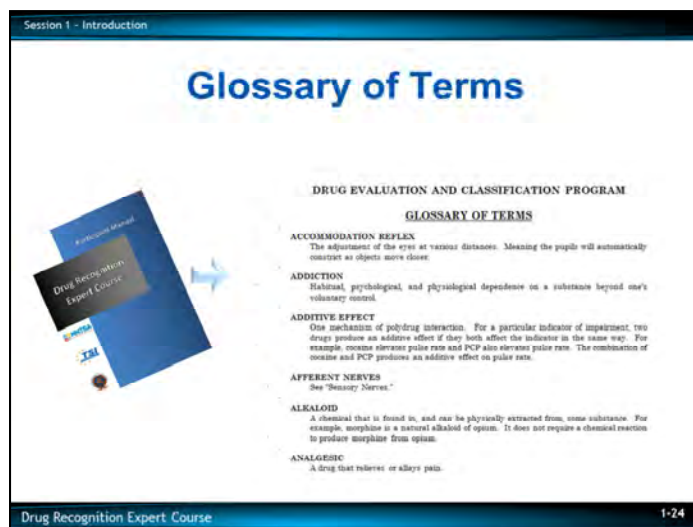 Session 1 - Introduction
Glossary of Terms
Participant Manual
Drug Recognition
Expert Course
NHTSA
TSI
DRUG EVALUATION AND CLASSIFICATION PROGRAM
GLOSSARY OF TERMS
ACCOMMODATION REFLEX
The adjustment of the eyes at various distances. Meaning the pupils will automatically
constrict as objects move closer.
ADDICTION
Habitual, psychological, and physiological dependence on a substance beyond one's
voluntary control.
ADDITIVE EFFECT
One mechanism of polydrug interaction. For a particular indicator of impairment, two
drugs produce an additive effect if they both affect the indicator in the same way. For
example, cocaine elevates pulse rate and PCP also elevates pulse rate. The combination of
cocaine and PCP produces an additive effect on pulse rate.
AFFERENT NERVES
See "Sensory Nerves."
ALKALOID
A chemical that is found in, and can be physically extracted from, some substance. For
example, morphine is a natural alkaloid of opium. It does not require a chemical reaction
to produce morphine from opium.
ANALGESIC
A drug that relieves or allays pain.
Drug Recognition Expert Course
1-24